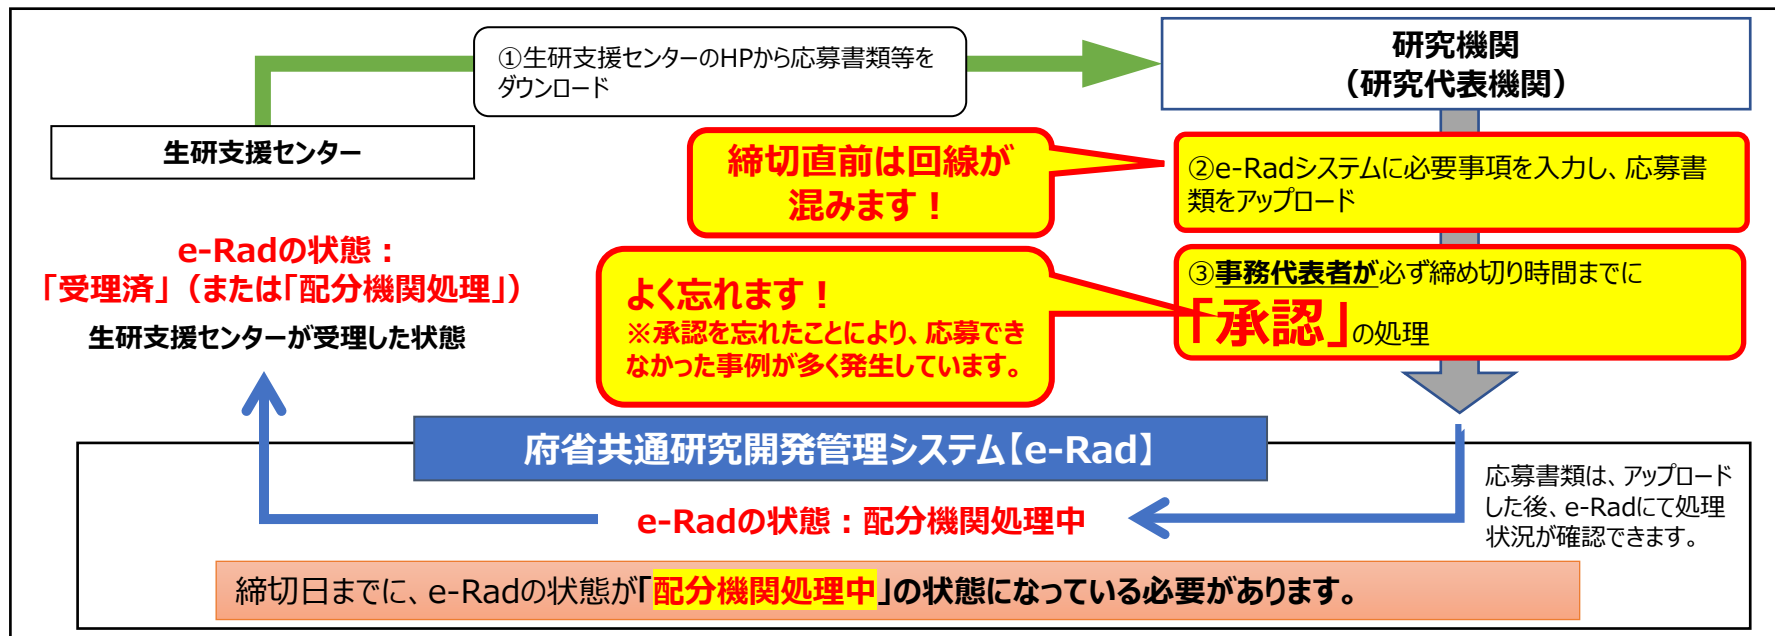 ①生研支援センターのHPから応募書類等を
ダウンロード
研究機関
（研究代表機関）
生研支援センター
締切直前は回線が
混みます！
②e-Radシステムに必要事項を入力し、応募書
類をアップロード
e-Radの状態：
「受理済」（または「配分機関処理」）
生研支援センターが受理した状態
よく忘れます！
※承認を忘れたことにより、応募でき
なかった事例が多く発生しています。
③事務代表者が必ず締め切り時間までに
「承認」の処理
府省共通研究開発管理システム【e-Rad】
e-Radの状態：配分機関処理中
応募書類は、アップロード
した後、e-Radにて処理
状況が確認できます。
締切日までに、e-Radの状態が「配分機関処理中」の状態になっている必要があります。